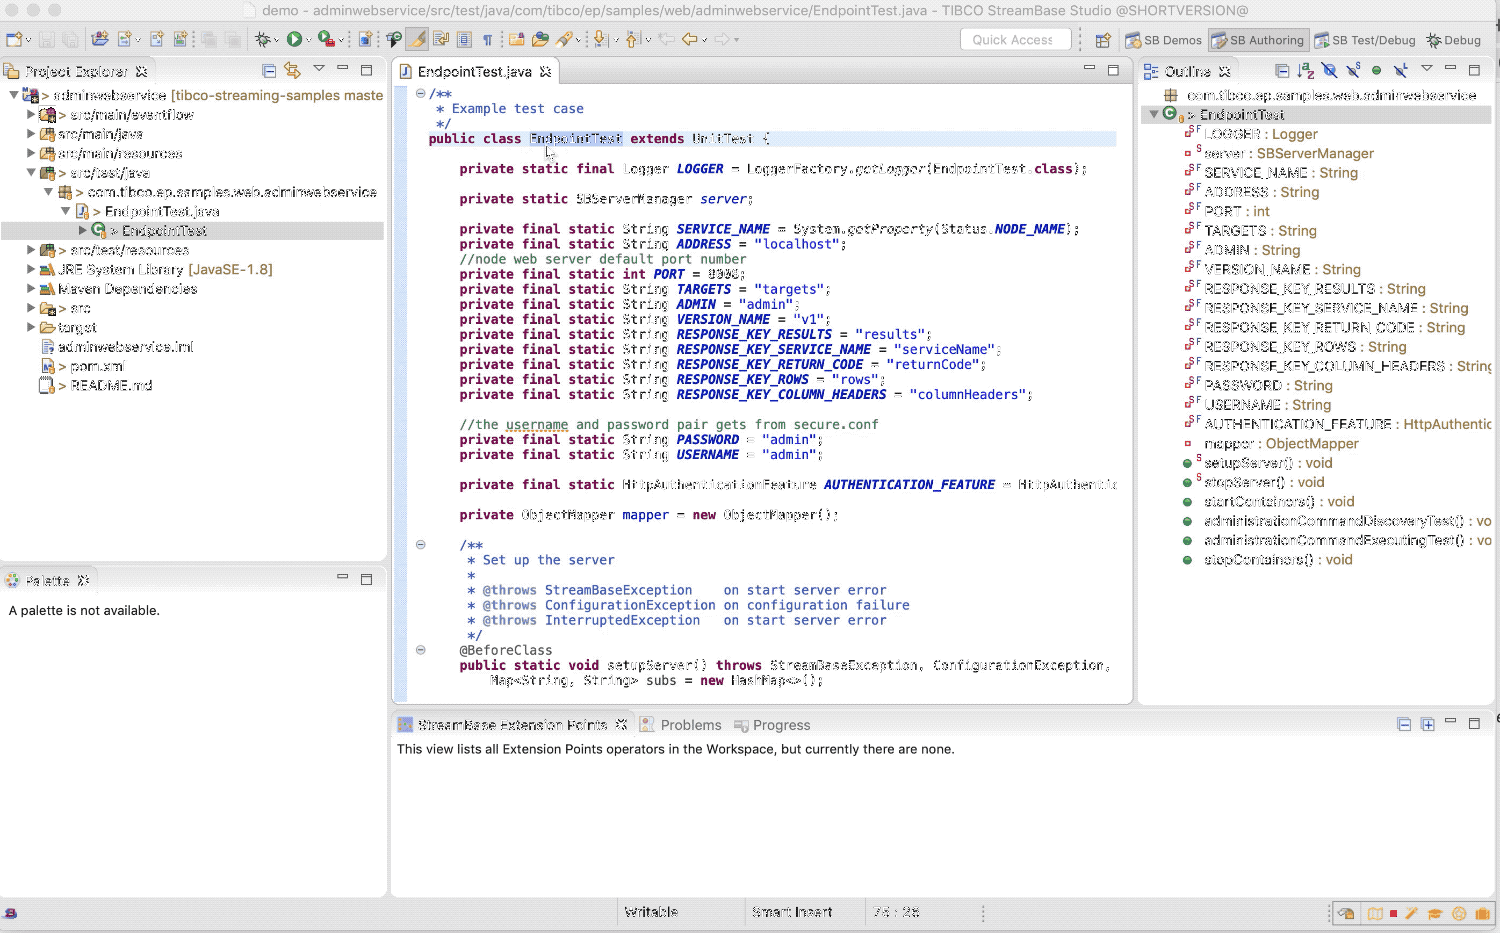 demo - adminwebservice/src/test/java/com/tibco/ep/samples/web/adminwebservice/EndpointTest.java - TIBCO StreamBase Studio @SHORTVERSION@
Quick Access
SB Demos
SB Authoring
SB Test/Debug
Debug
Project Explorer
> adminwebservice [tibco-streaming-samples maste
> src/main/eventflow
> src/main/java
> src/main/resources
> src/test/java
> com.tibco.ep.samples.web.adminwebservice
> EndpointTest.java
> EndpointTest
> src/test/resources
JRE System Library [JavaSE-1.8]
Maven Dependencies
> src
target
adminwebservice.iml
> pom.xml
> README.md
Palette
A palette is not available.
EndpointTest.java
/**
* Example test case
*/
public class EndpointTest extends UnitTest {
private static final Logger LOGGER = LoggerFactory.getLogger(EndpointTest.class);
private static SBServerManager server;
private final static String SERVICE_NAME = System.getProperty(Status.NODE_NAME);
private final static String ADDRESS = "localhost";
//node web server default port number
private final static int PORT = 8008;
private final static String TARGETS = "targets";
private final static String ADMIN = "admin";
private final static String VERSION_NAME = "v1";
private final static String RESPONSE_KEY_RESULTS = "results";
private final static String RESPONSE_KEY_SERVICE_NAME = "serviceName";
private final static String RESPONSE_KEY_RETURN_CODE = "returnCode";
private final static String RESPONSE_KEY_ROWS = "rows";
private final static String RESPONSE_KEY_COLUMN_HEADERS = "columnHeaders";
//the username and password pair gets from secure.conf
private final static String PASSWORD = "admin";
private final static String USERNAME = "admin";
private final static HttpAuthenticationFeature AUTHENTICATION_FEATURE = HttpAuthentic
private ObjectMapper mapper = new ObjectMapper();
/**
* Set up the server
*
* @throws StreamBaseException on start server error
* @throws ConfigurationException on configuration failure
* @throws InterruptedException on start server error
*/
@BeforeClass
public static void setupServer() throws StreamBaseException, ConfigurationException,
Map<String, String> subs = new HashMap<>();
Outline
com.tibco.ep.samples.web.adminwebservice
> EndpointTest
LOGGER : Logger
server : SBServerManager
SERVICE_NAME : String
ADDRESS : String
PORT : int
TARGETS : String
ADMIN : String
VERSION_NAME : String
RESPONSE_KEY_RESULTS : String
RESPONSE_KEY_SERVICE_NAME : String
RESPONSE_KEY_RETURN_CODE : String
RESPONSE_KEY_ROWS : String
RESPONSE_KEY_COLUMN_HEADERS : String
PASSWORD : String
USERNAME : String
AUTHENTICATION_FEATURE : HttpAuthentic
mapper : ObjectMapper
setupServer() : void
stopServer() : void
startContainers() : void
administrationCommandDiscoveryTest() : vo
administrationCommandExecutingTest() : vo
stopContainers() : void
StreamBase Extension Points
Problems
Progress
This view lists all Extension Points operators in the Workspace, but currently there are none.
Writable
Smart Insert